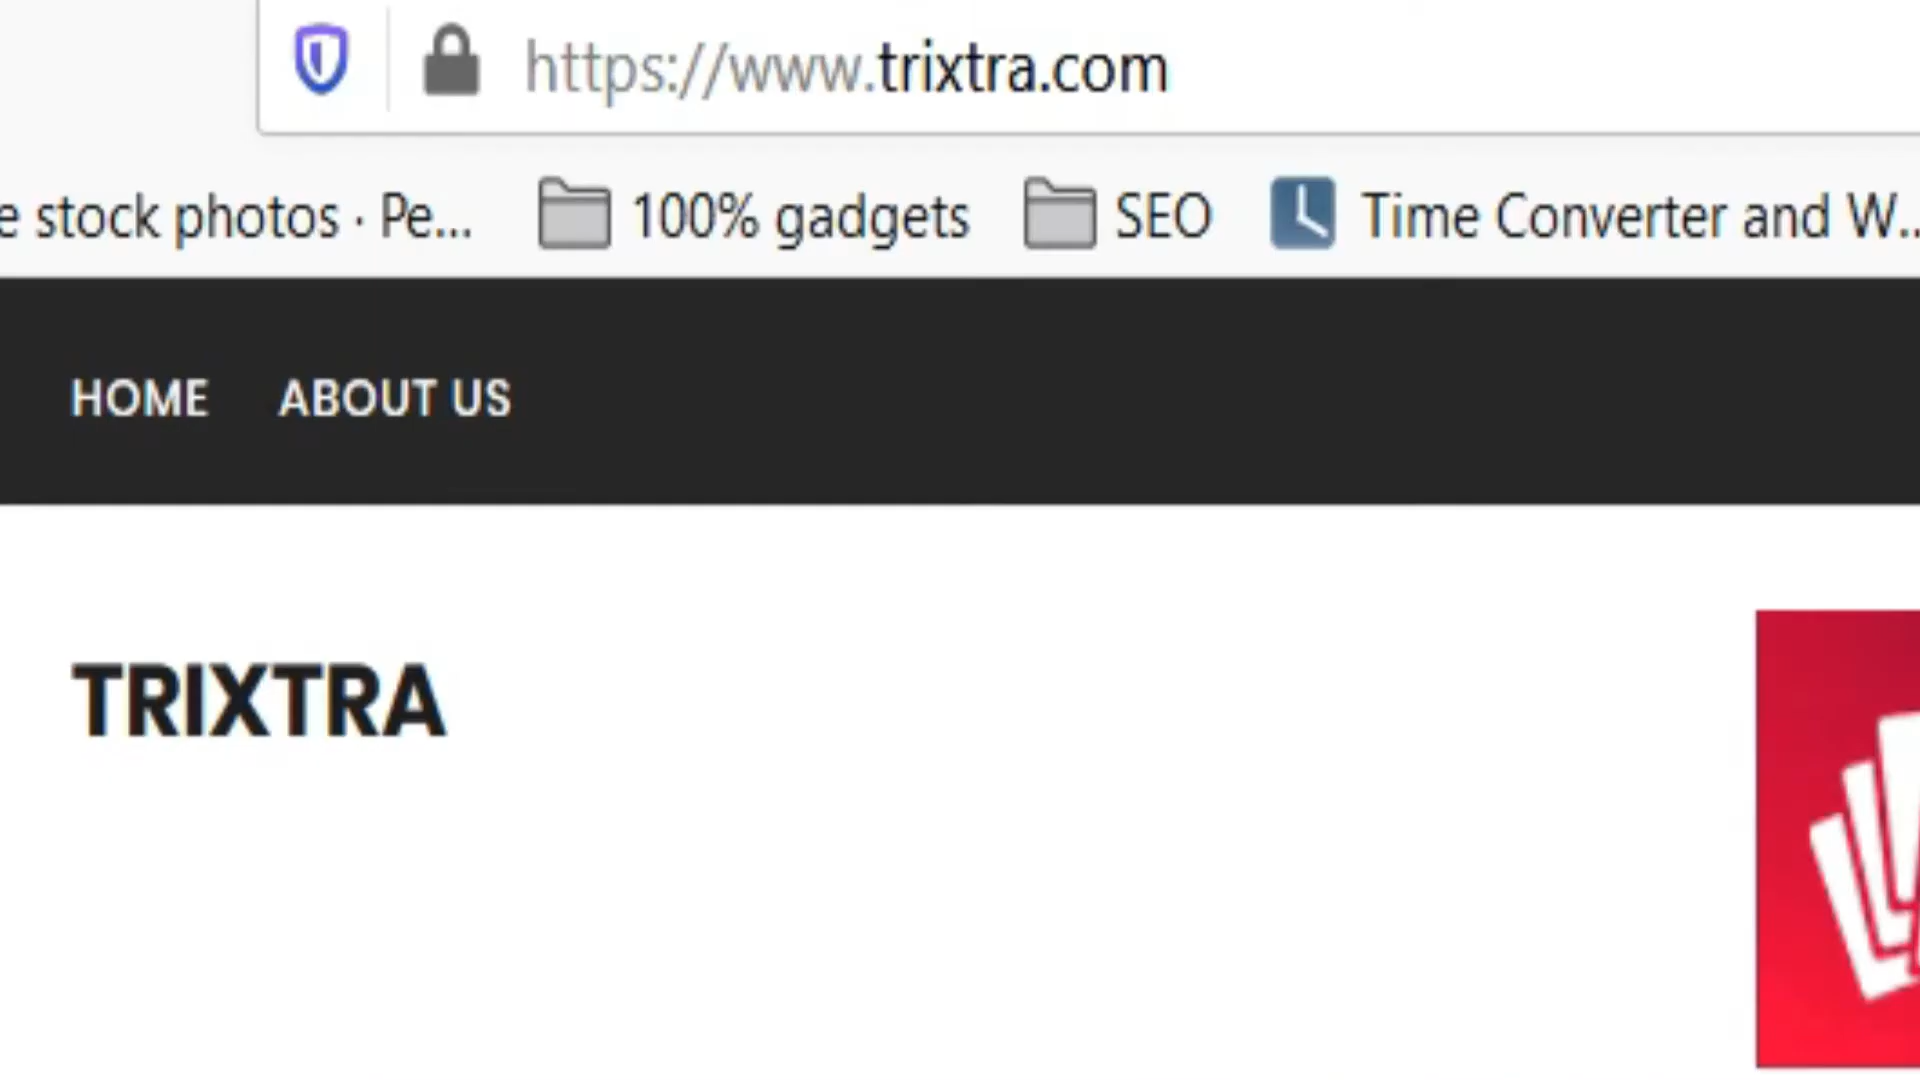 https://www.trixtra.com
e stock photos · Pe... 100% gadgets SEO Time Converter and W...
HOME ABOUT US
TRIXTRA